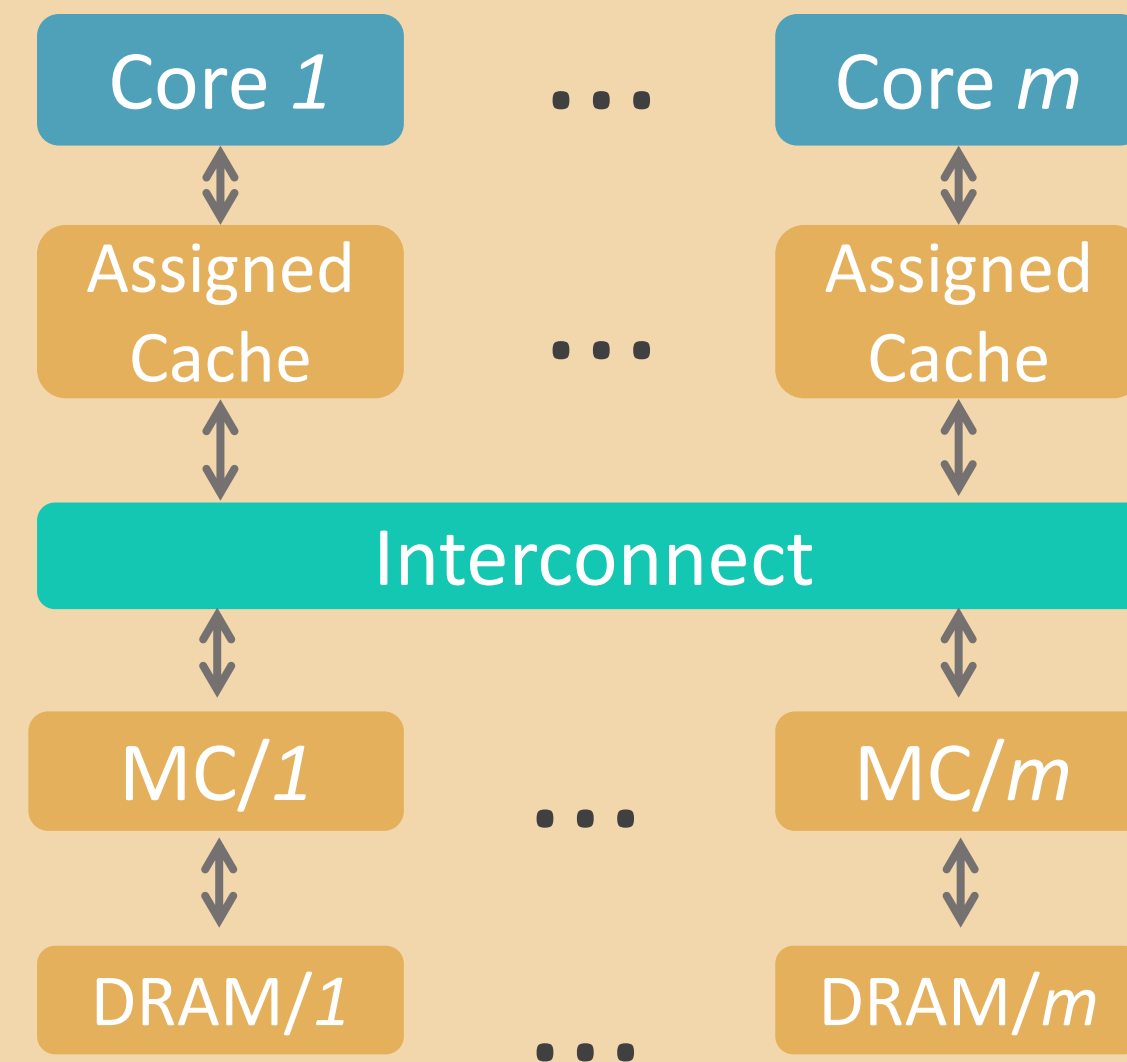 Core 1
...
Core m
Assigned
Cache
...
Assigned
Cache
Interconnect
MC/1
...
MC/m
DRAM/1
...
DRAM/m